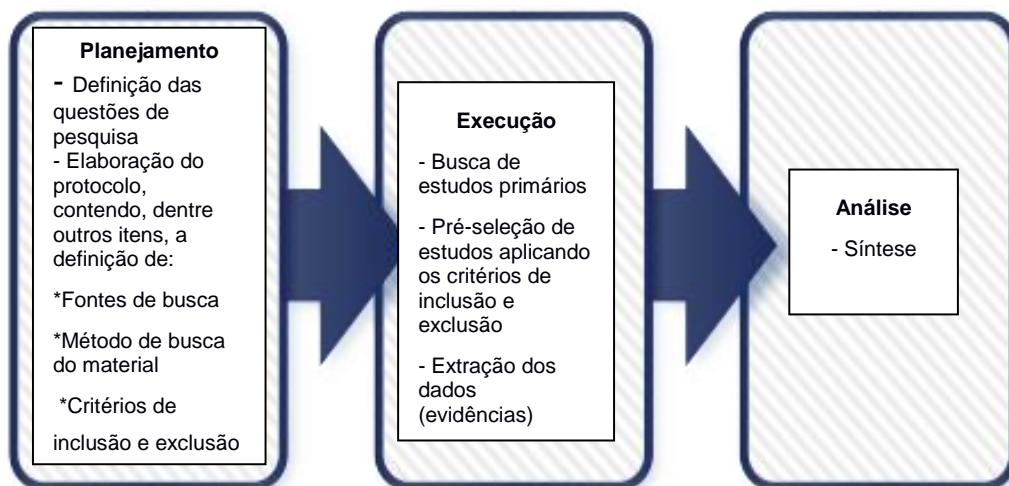 Planejamento
- Definição das
questões de
pesquisa
- Elaboração do
protocolo,
contendo, dentre
outros itens, a
definição de:
*Fontes de busca
*Método de busca
do material
*Critérios de
inclusão e exclusão
Execução
- Busca de
estudos primários
- Pré-seleção de
estudos aplicando
os critérios de
inclusão e
exclusão
- Extração dos
dados
(evidências)
Análise
- Síntese